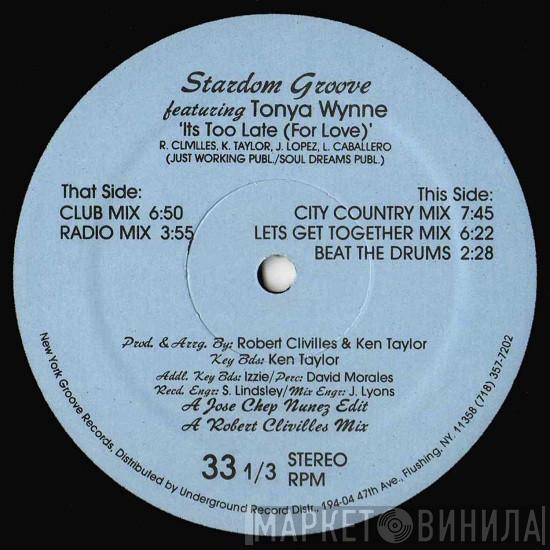 Stardom Groove
featuring Tonya Wynne
'Its Too Late (For Love)'
R. CLIVILLES, K. TAYLOR, J. LOPEZ, L. CABALLERO
(JUST WORKING PUBL./SOUL DREAMS PUBL.)
That Side:
CLUB MIX 6:50
RADIO MIX 3:55
This Side:
CITY COUNTRY MIX 7:45
LETS GET TOGETHER MIX 6:22
BEAT THE DRUMS 2:28
Prod. & Arrg. By: Robert Clivilles & Ken Taylor
Key Bds: Ken Taylor
Addl. Key Bds: Izzie/Perc: David Morales
Recd. Engr: S. Lindsley/Mix Engr: J. Lyons
A Jose Chep Nunez Edit
A Robert Clivilles Mix
33 1/3 STEREO
RPM
New York Groove Records, Distributed by Underground Record Distr., 194-04 47th Ave., Flushing, NY. 11358 (718) 357-7202
МАРКЕТ ВИНИЛА